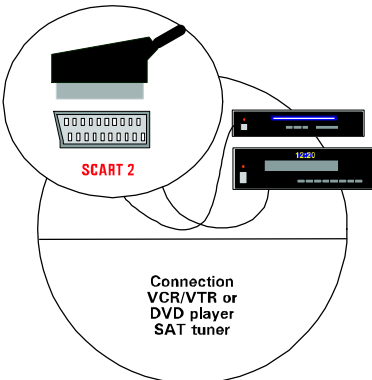 SCART 2
12:20
Connection
VCR/VTR or
DVD player
SAT tuner